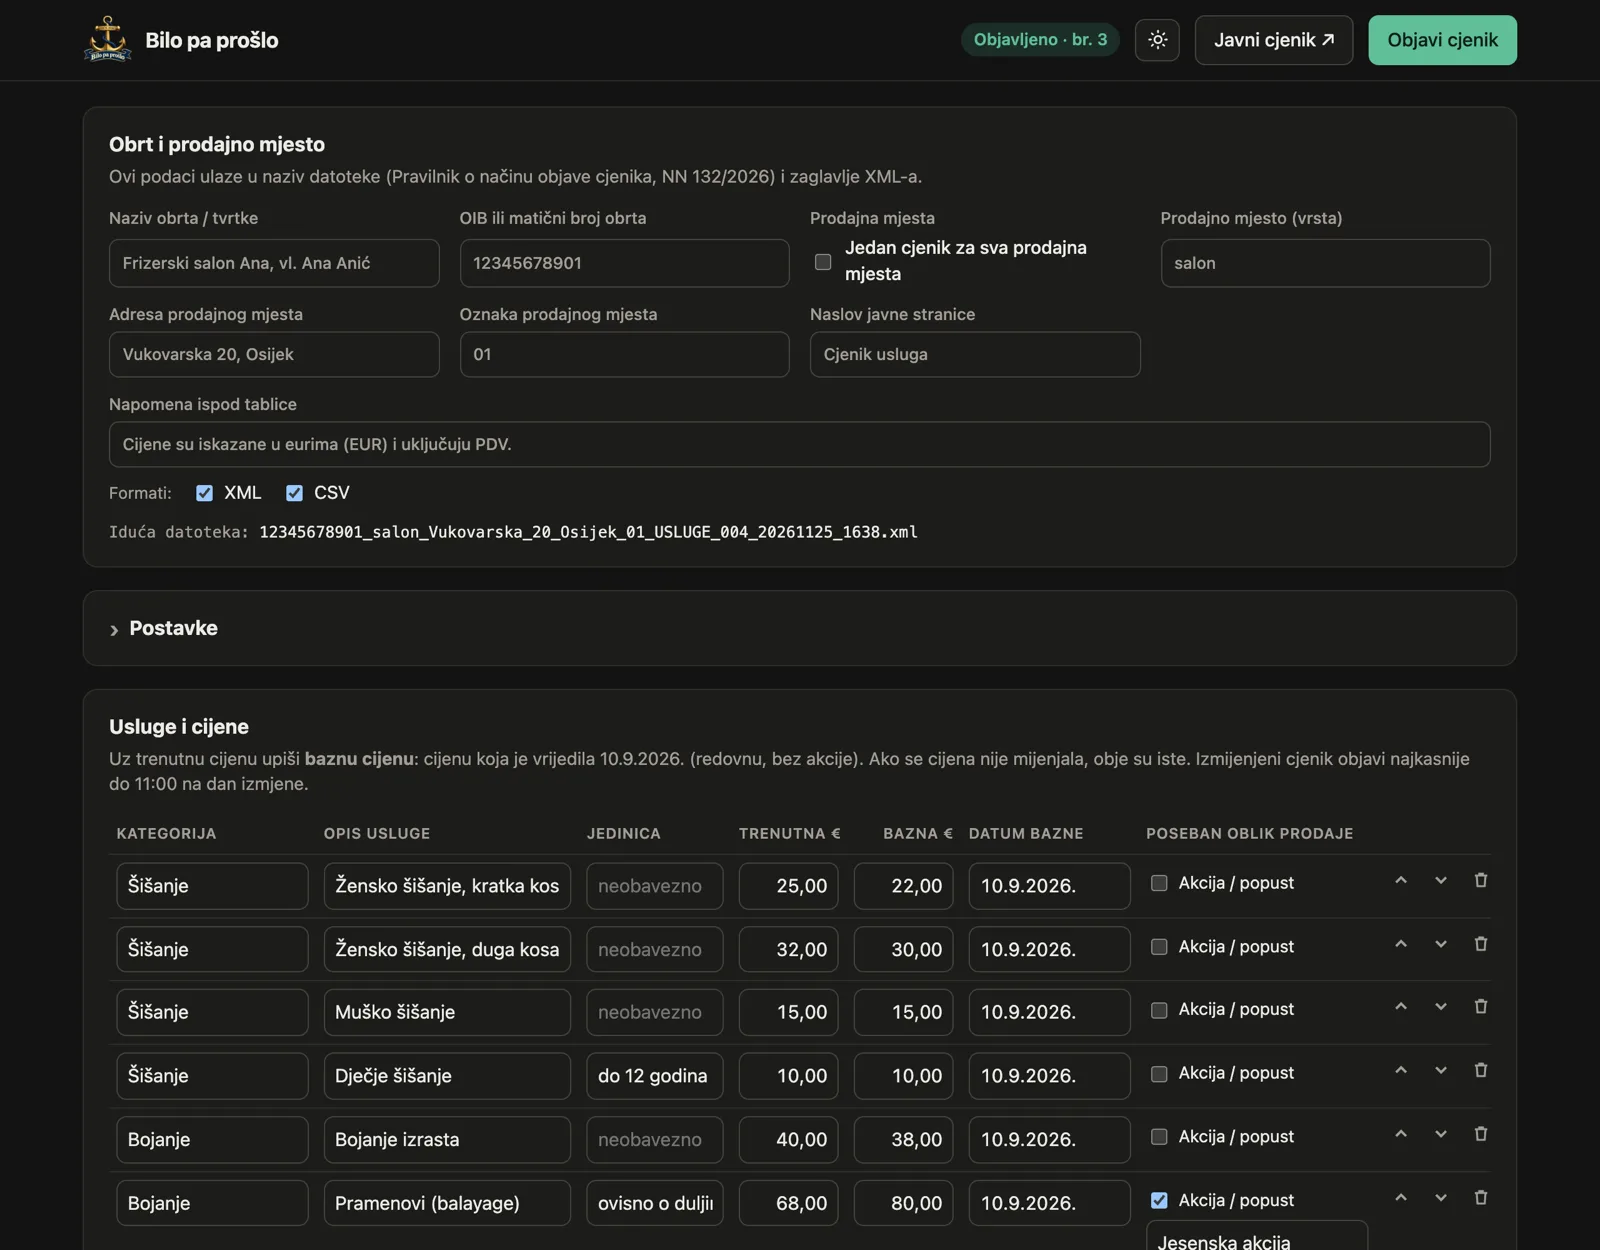 Bilo pa prošlo
Bilo pa prošlo
Objavljeno · br. 3
Javni cjenik ↗
Objavi cjenik
Obrt i prodajno mjesto
Ovi podaci ulaze u naziv datoteke (Pravilnik o načinu objave cjenika, NN 132/2026) i zaglavlje XML-a.
Naziv obrta / tvrtke
OIB ili matični broj obrta
Prodajna mjesta
Prodajno mjesto (vrsta)
Frizerski salon Ana, vl. Ana Anić
12345678901
Jedan cjenik za sva prodajna
mjesta
salon
Adresa prodajnog mjesta
Oznaka prodajnog mjesta
Naslov javne stranice
Vukovarska 20, Osijek
01
Cjenik usluga
Napomena ispod tablice
Cijene su iskazane u eurima (EUR) i uključuju PDV.
Formati: XML CSV
Iduća datoteka: 12345678901_salon_Vukovarska_20_Osijek_01_USLUGE_004_20261125_1638.xml
Postavke
Usluge i cijene
Uz trenutnu cijenu upiši baznu cijenu: cijenu koja je vrijedila 10.9.2026. (redovnu, bez akcije). Ako se cijena nije mijenjala, obje su iste. Izmijenjeni cjenik objavi najkasnije
do 11:00 na dan izmjene.
KATEGORIJA OPIS USLUGE JEDINICA TRENUTNA € BAZNA € DATUM BAZNE POSEBAN OBLIK PRODAJE
Šišanje Žensko šišanje, kratka kos neobavezno 25,00 22,00 10.9.2026. Akcija / popust
Šišanje Žensko šišanje, duga kosa neobavezno 32,00 30,00 10.9.2026. Akcija / popust
Šišanje Muško šišanje neobavezno 15,00 15,00 10.9.2026. Akcija / popust
Šišanje Dječje šišanje do 12 godina 10,00 10,00 10.9.2026. Akcija / popust
Bojanje Bojanje izrasta neobavezno 40,00 38,00 10.9.2026. Akcija / popust
Bojanje Pramenovi (balayage) ovisno o duljin 68,00 80,00 10.9.2026. Akcija / popust
Jesenska akcija